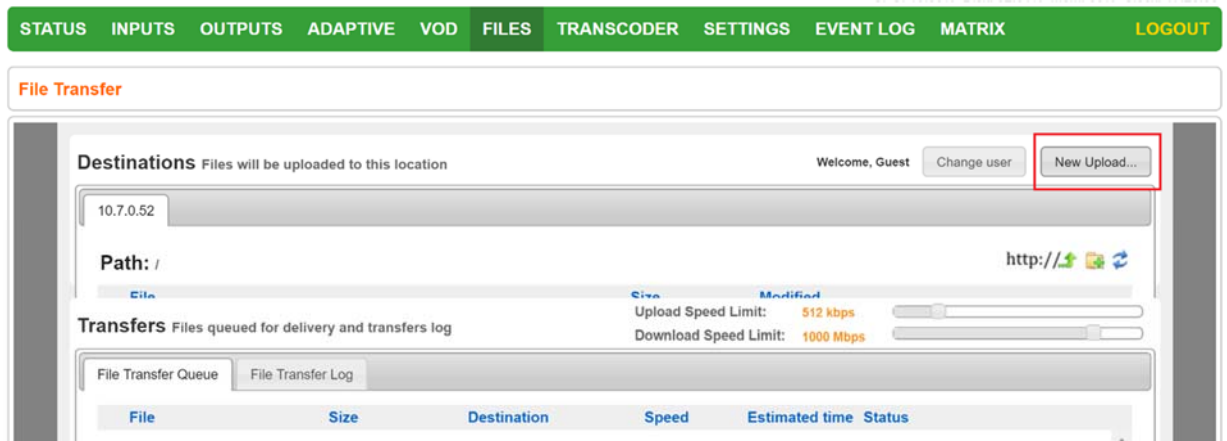 STATUS INPUTS OUTPUTS ADAPTIVE VOD FILES TRANSCODER SETTINGS EVENT LOG MATRIX LOGOUT
File Transfer
Destinations Files will be uploaded to this location Welcome, Guest Change user New Upload...
10.7.0.52
Path: / http://
File Size Modified
Upload Speed Limit: 512 kbps
Transfers Files queued for delivery and transfers log
Download Speed Limit: 1000 Mbps
File Transfer Queue File Transfer Log
File Size Destination Speed Estimated time Status